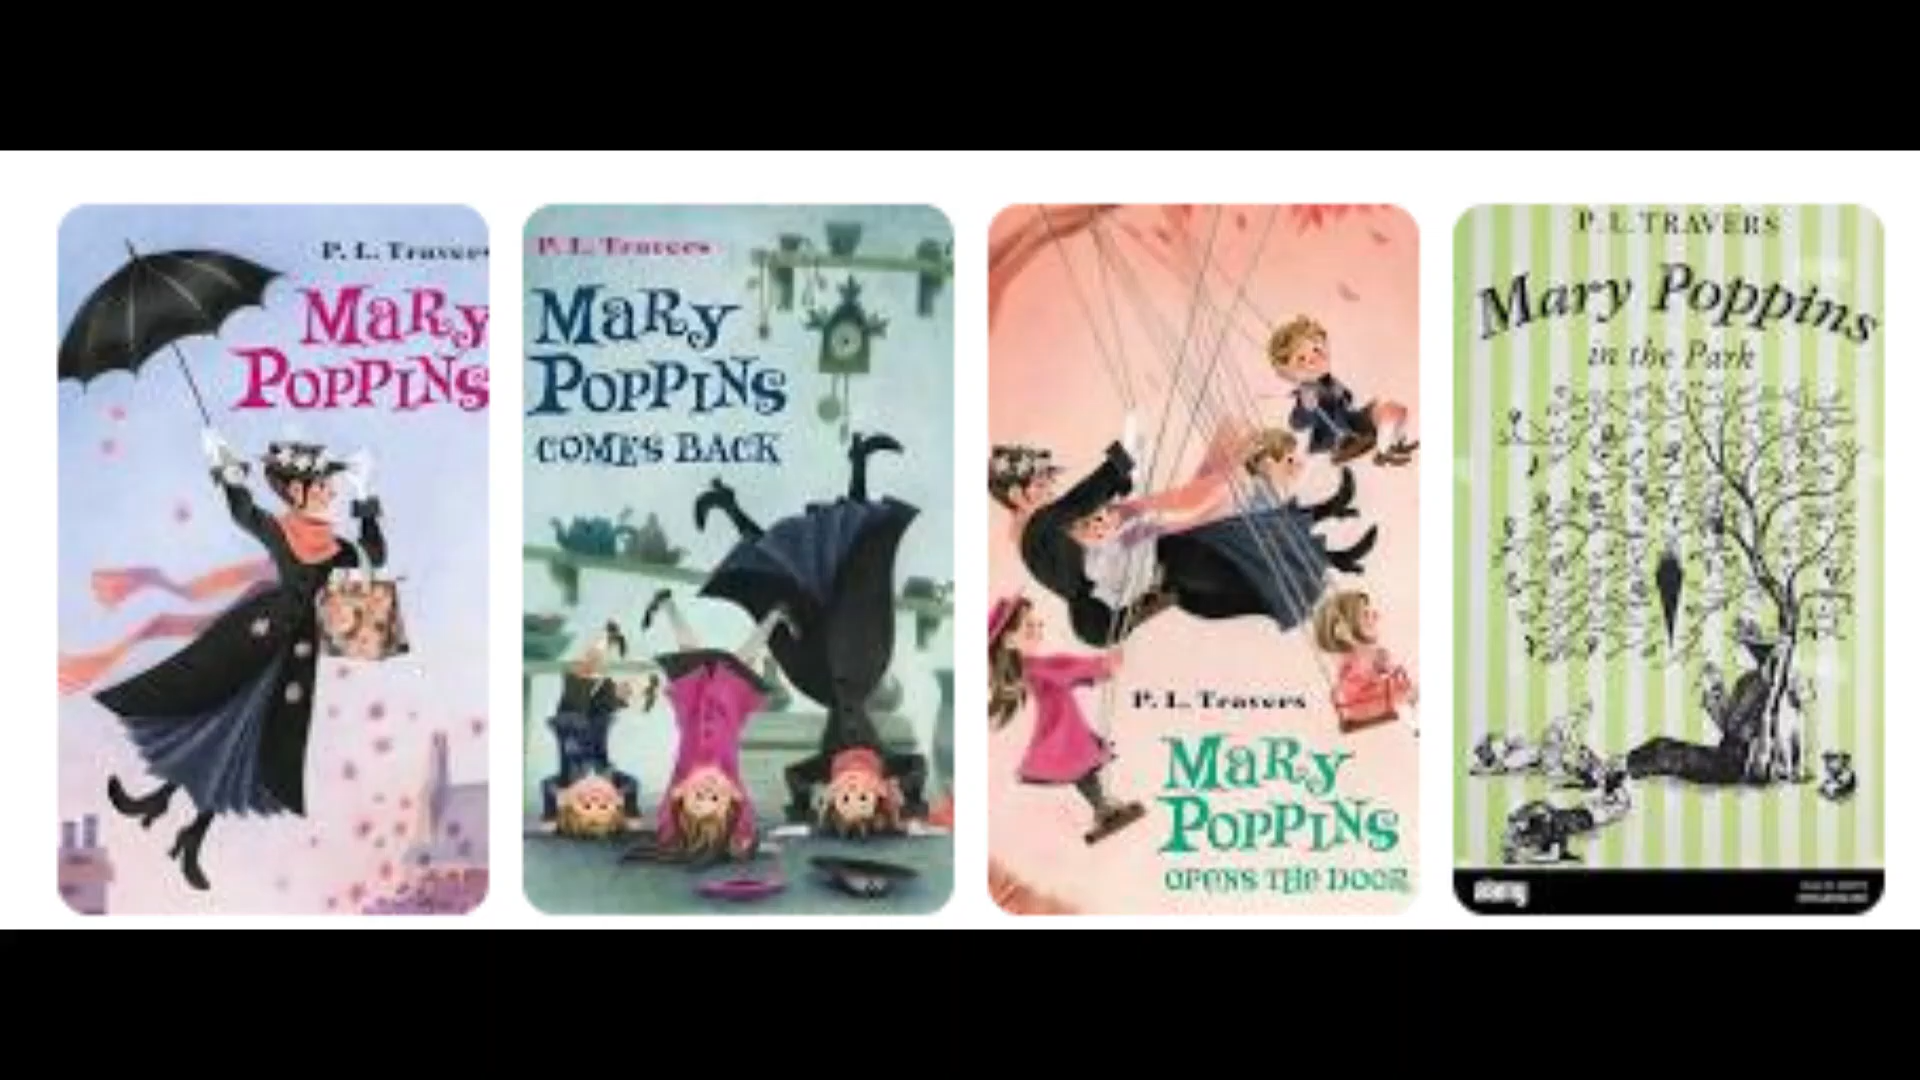 P. L. Travers
Mary
Poppins
P. L. Travers
Mary
Poppins
COMES BACK
P. L. Travers
Mary
Poppins
OPENS THE DOOR
P. L. TRAVERS
Mary Poppins
in the Park
alamy